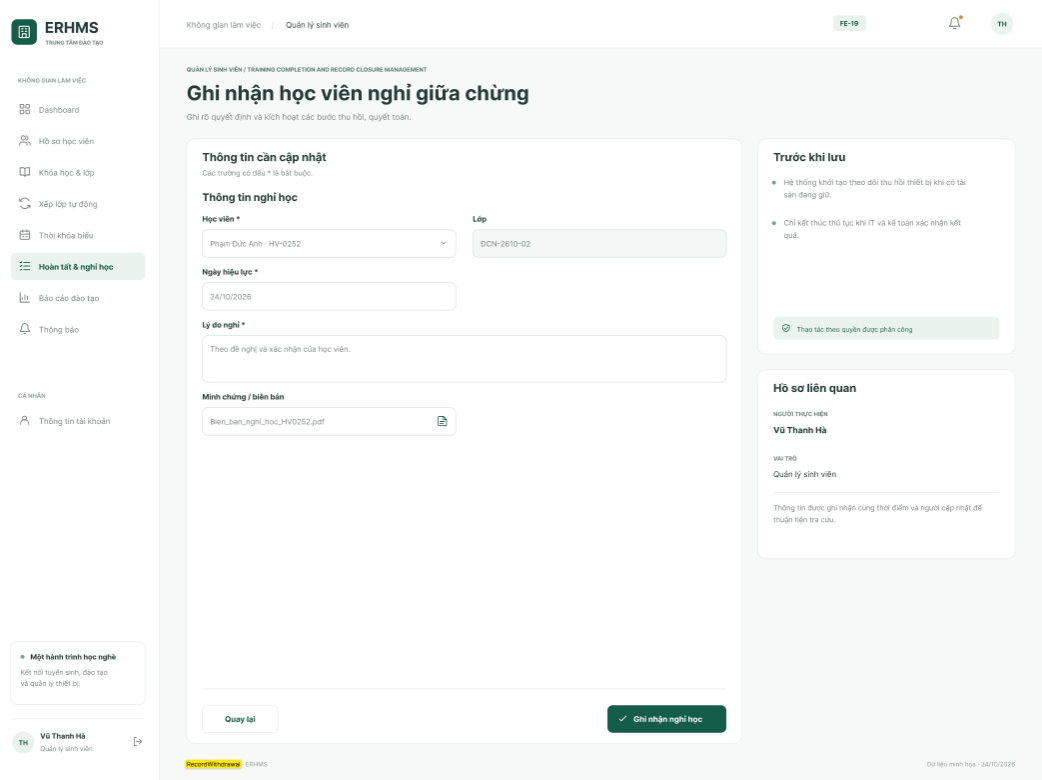 ERHMS
TRUNG TÂM ĐÀO TẠO
KHÔNG GIAN LÀM VIỆC
Dashboard
Hồ sơ học viên
Khóa học & lớp
Xếp lớp tự động
Thời khóa biểu
Hoàn tất & nghỉ học
Báo cáo đào tạo
Thông báo
CÁ NHÂN
Thông tin tài khoản
Một hành trình học nghề
Kết nối tuyển sinh, đào tạo
và quản lý thiết bị.
TH
Vũ Thanh Hà
Quản lý sinh viên
Không gian làm việc / Quản lý sinh viên
FE-19
TH
QUẢN LÝ SINH VIÊN / TRAINING COMPLETION AND RECORD CLOSURE MANAGEMENT
Ghi nhận học viên nghỉ giữa chừng
Ghi rõ quyết định và kích hoạt các bước thu hồi, quyết toán.
Thông tin cần cập nhật
Các trường có dấu * là bắt buộc.
Thông tin nghỉ học
Học viên *
Lớp
Phạm Đức Anh · HV-0252
ĐCN-2610-02
Ngày hiệu lực *
24/10/2026
Lý do nghỉ *
Theo đề nghị và xác nhận của học viên.
Minh chứng / biên bản
Bien_ban_nghi_hoc_HV0252.pdf
Quay lại
Ghi nhận nghỉ học
Trước khi lưu
Hệ thống khởi tạo theo dõi thu hồi thiết bị khi có tài
sản đang giữ.
Chỉ kết thúc thủ tục khi IT và kế toán xác nhận kết
quả.
Thao tác theo quyền được phân công
Hồ sơ liên quan
NGƯỜI THỰC HIỆN
Vũ Thanh Hà
VAI TRÒ
Quản lý sinh viên
Thông tin được ghi nhận cùng thời điểm và người cập nhật để
thuận tiện tra cứu.
RecordWithdrawal · ERHMS
Dữ liệu minh họa · 24/10/2026